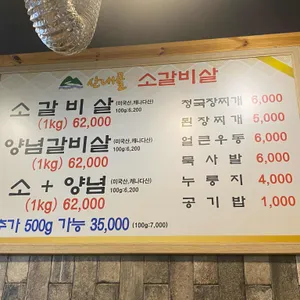 산애들 소갈비살
소 갈 비 살 (미국산,캐나다산) 100g:6,200
(1kg) 62,000
양념갈비살 (미국산,캐나다산) 100g:6,200
(1kg) 62,000
소 + 양념 (미국산,캐나다산) 100g:6,200
(1kg) 62,000
추가 500g 가능 35,000 (100g:7,000)
청국장찌개 6,000
된 장 찌 개 5,000
얼 큰 우 동 6,000
묵 사 발 6,000
누 룽 지 4,000
공 기 밥 1,000